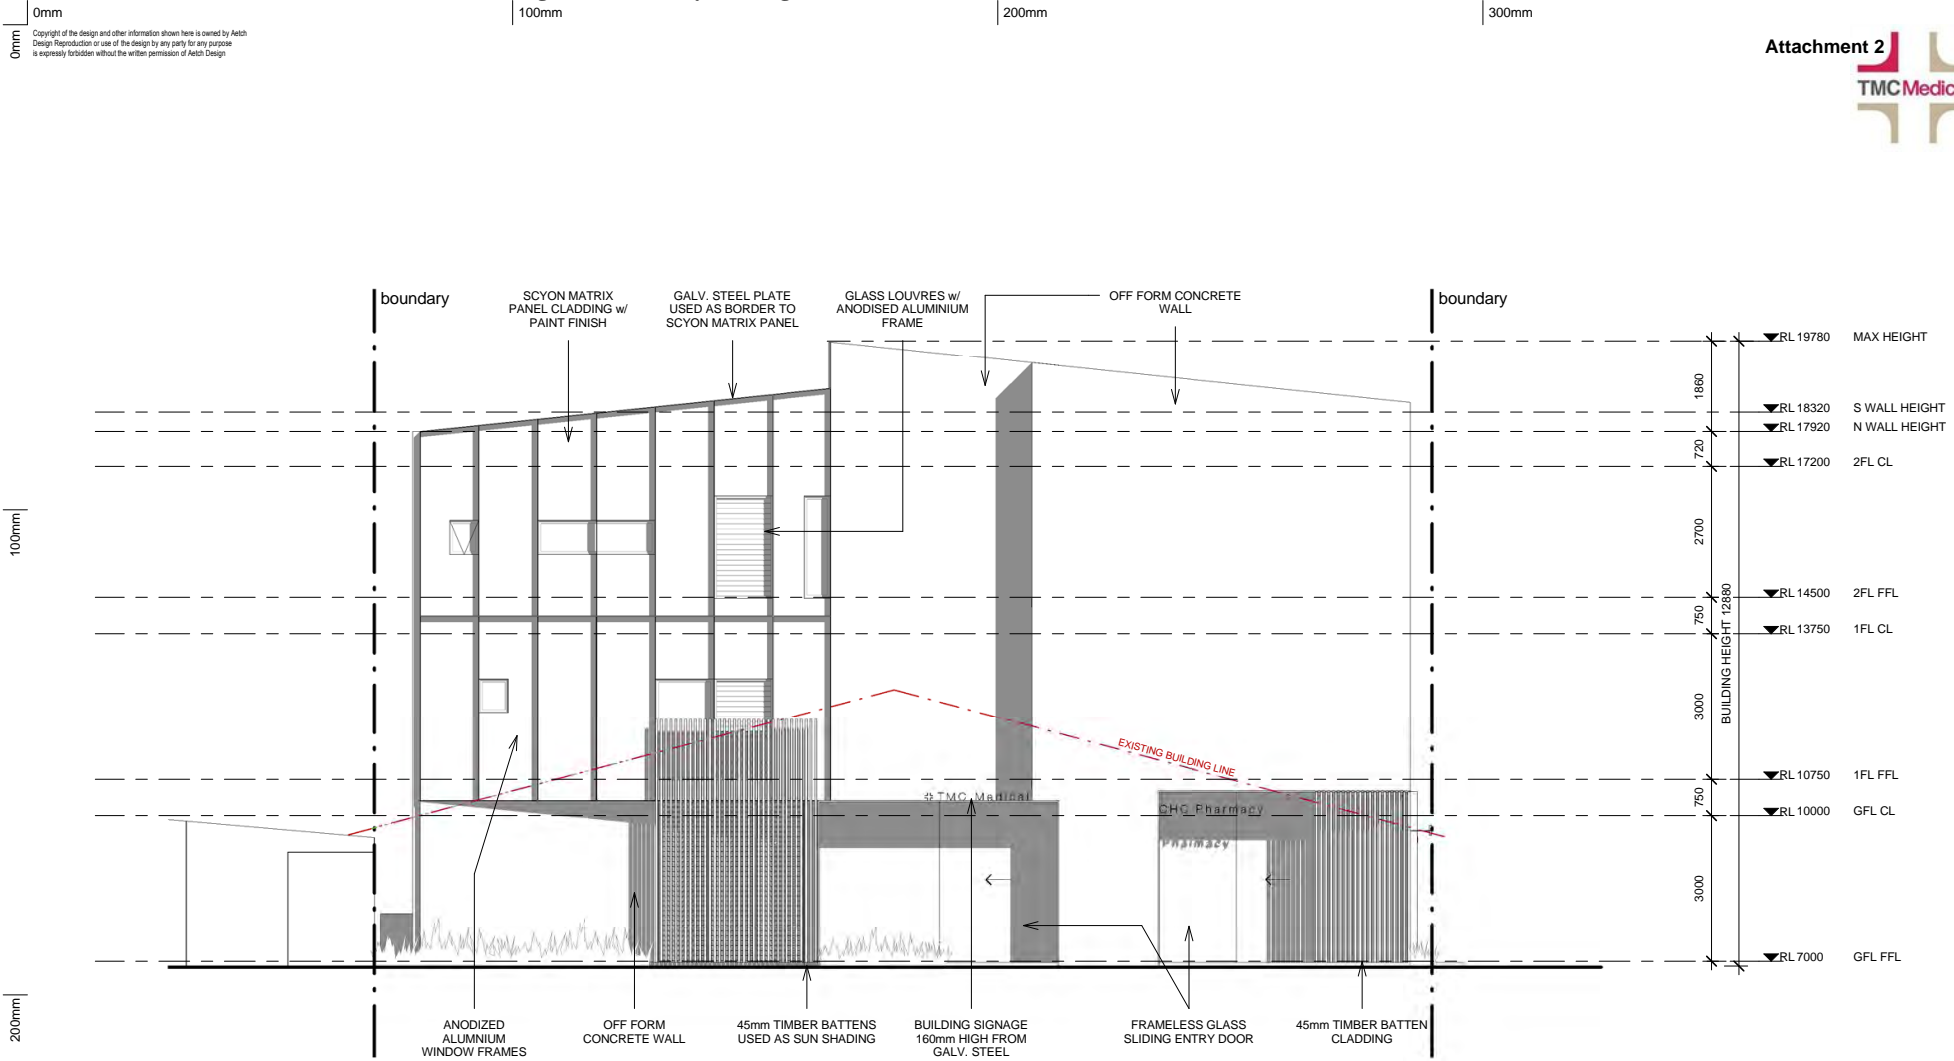 0mm
100mm
200mm
300mm
0mm
Copyright of the design and other information shown here is owned by Aetch
Design Reproduction or use of the design by any party for any purpose
is expressly forbidden without the written permission of Aetch Design
Attachment 2
TMCMedic
boundary
SCYON MATRIX
PANEL CLADDING w/
PAINT FINISH
GALV. STEEL PLATE
USED AS BORDER TO
SCYON MATRIX PANEL
GLASS LOUVRES w/
ANODISED ALUMINIUM
FRAME
OFF FORM CONCRETE
WALL
boundary
RL 19780 MAX HEIGHT
1860
RL 18320 S WALL HEIGHT
RL 17920 N WALL HEIGHT
720
RL 17200 2FL CL
100mm
2700
RL 14500 2FL FFL
750
RL 13750 1FL CL
3000
BUILDING HEIGHT 12880
EXISTING BUILDING LINE
RL 10750 1FL FFL
750
TMC Medical
CHC Pharmacy
RL 10000 GFL CL
Pharmacy
3000
RL 7000 GFL FFL
200mm
ANODIZED
ALUMNIUM
WINDOW FRAMES
OFF FORM
CONCRETE WALL
45mm TIMBER BATTENS
USED AS SUN SHADING
BUILDING SIGNAGE
160mm HIGH FROM
GALV. STEEL
FRAMELESS GLASS
SLIDING ENTRY DOOR
45mm TIMBER BATTEN
CLADDING